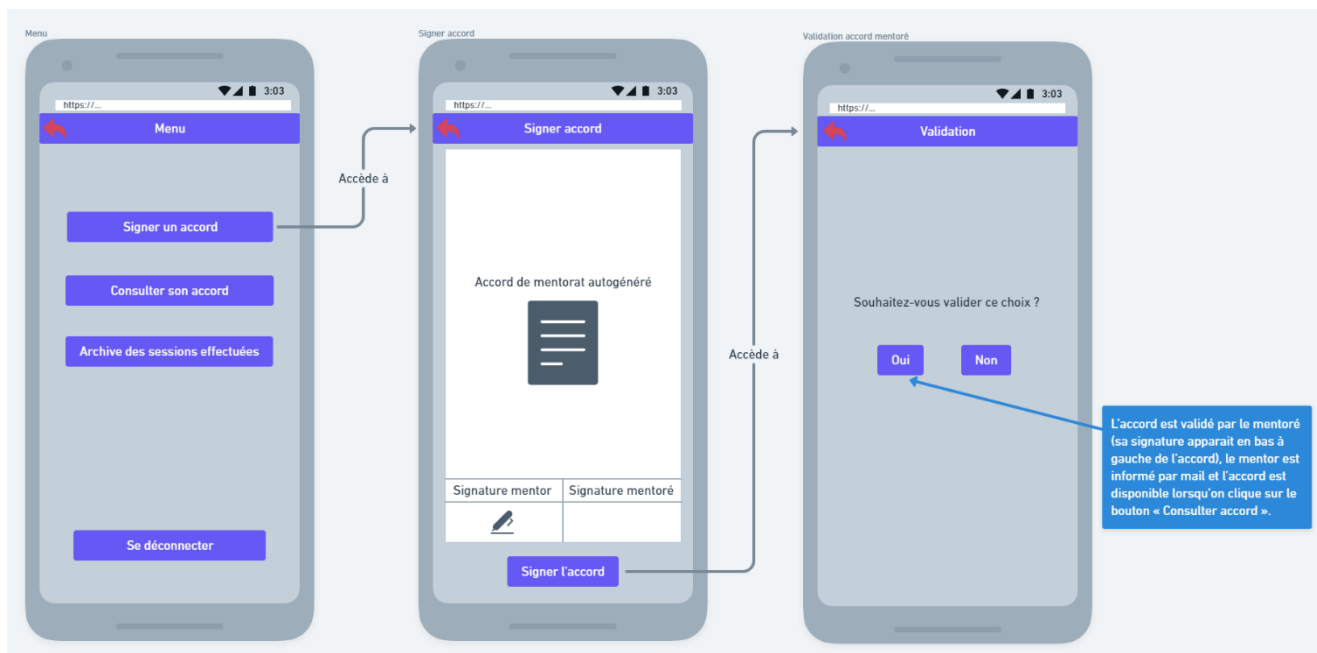 Menu
3:03
https://...
Menu
Signer un accord
Consulter son accord
Archive des sessions effectuées
Se déconnecter
Accède à
Signer accord
3:03
https://...
Signer accord
Accord de mentorat autogénéré
Signature mentor
Signature mentoré
Signer l'accord
Accède à
Validation accord mentoré
3:03
https://...
Validation
Souhaitez-vous valider ce choix ?
Oui
Non
L'accord est validé par le mentoré
(sa signature apparait en bas à
gauche de l'accord), le mentor est
informé par mail et l'accord est
disponible lorsqu'on clique sur le
bouton « Consulter accord ».